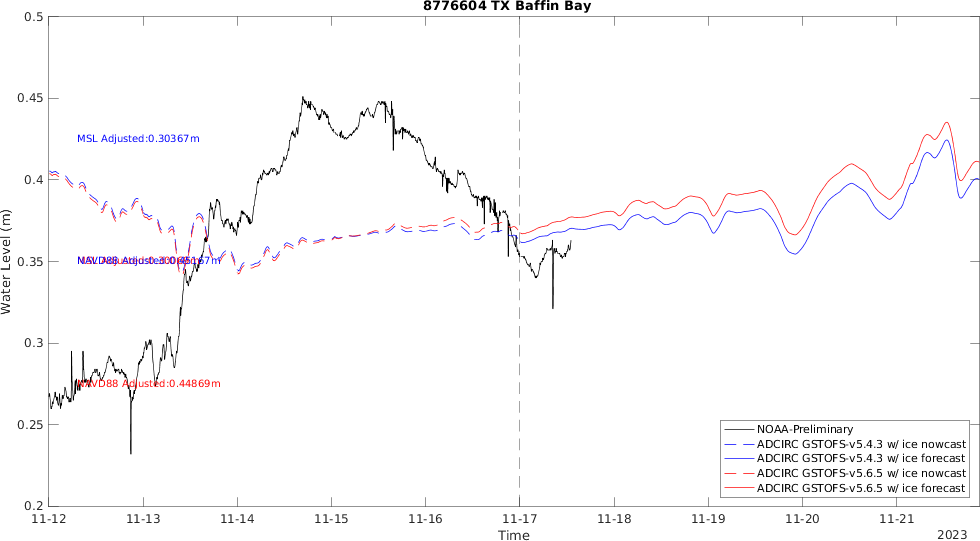 8776604 TX Baffin Bay
Water Level (m)
0.5
0.45
0.4
0.35
0.3
0.25
0.2
MSL Adjusted:0.30367m
NAVD88 Adjusted:
NAVD88 Adjusted:0.44869m
NOAA-Preliminary
ADCIRC GSTOFS-v5.4.3 w/ ice nowcast
ADCIRC GSTOFS-v5.4.3 w/ ice forecast
ADCIRC GSTOFS-v5.6.5 w/ ice nowcast
ADCIRC GSTOFS-v5.6.5 w/ ice forecast
11-12 11-13 11-14 11-15 11-16 11-17 11-18 11-19 11-20 11-21
Time
2023